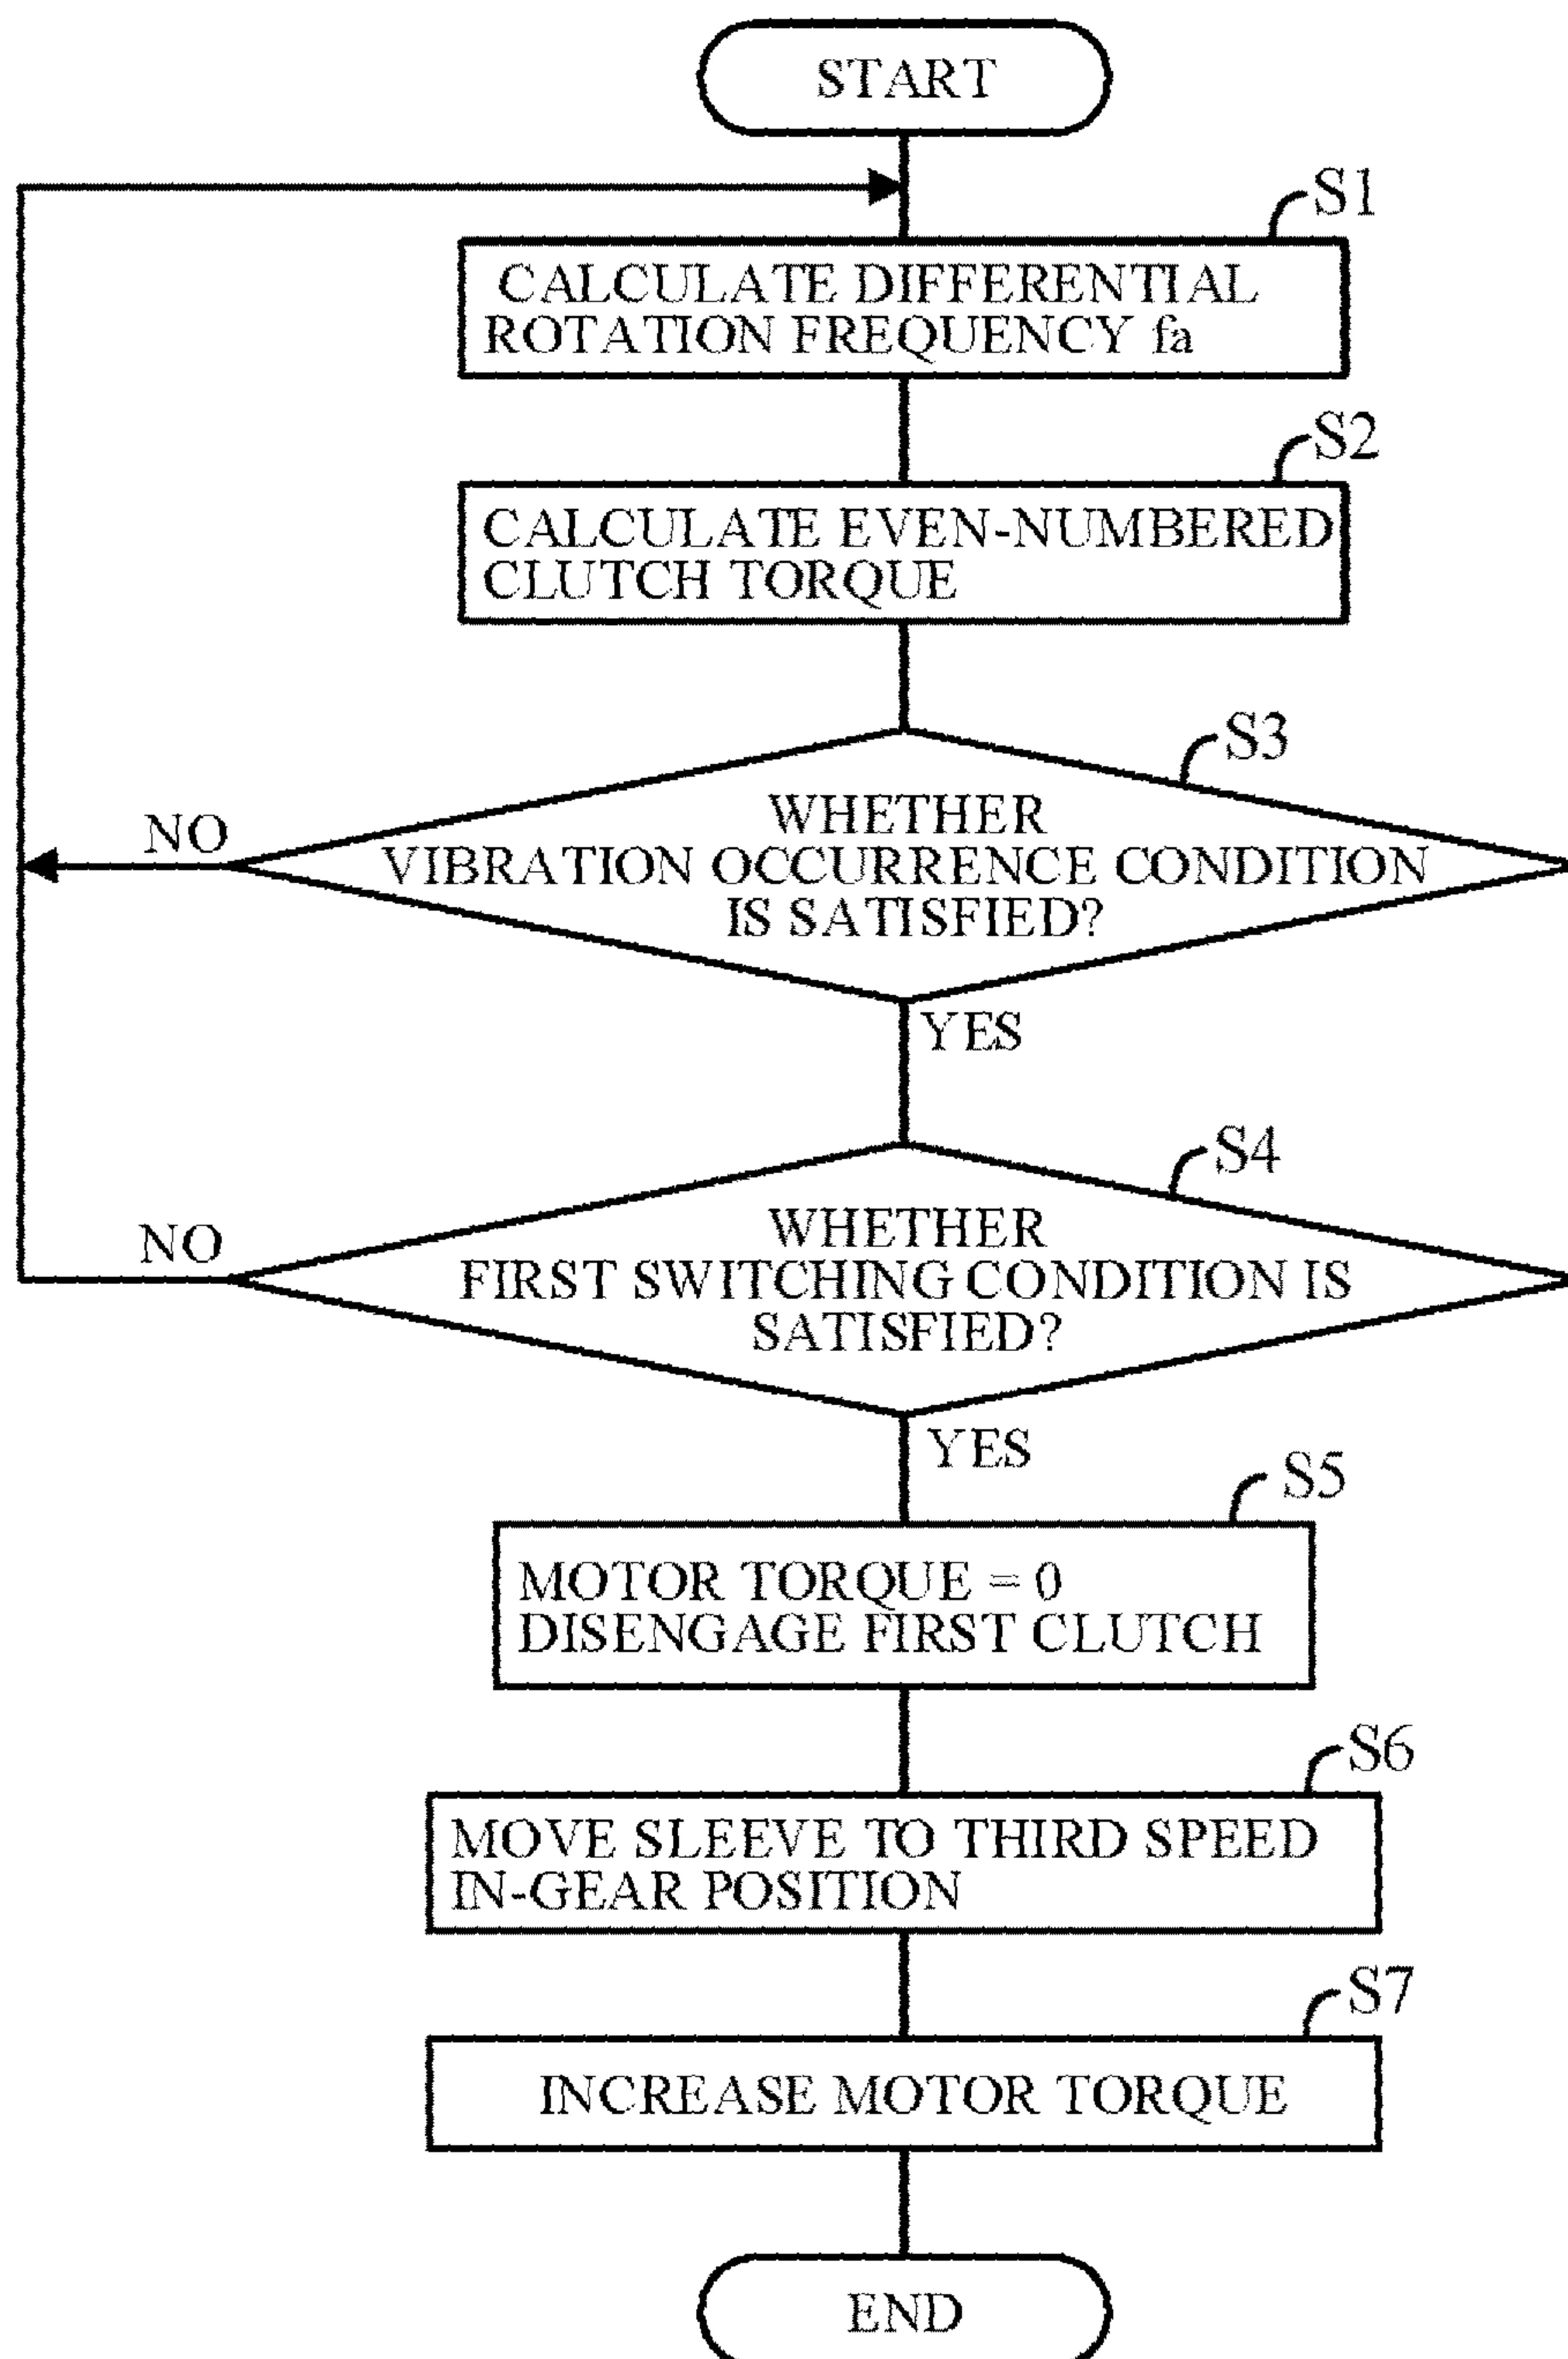 START
S1
CALCULATE DIFFERENTIAL
ROTATION FREQUENCY fa
S2
CALCULATE EVEN-NUMBERED
CLUTCH TORQUE
S3
WHETHER
VIBRATION OCCURRENCE CONDITION
IS SATISFIED?
NO
YES
S4
WHETHER
FIRST SWITCHING CONDITION IS
SATISFIED?
NO
YES
S5
MOTOR TORQUE = 0
DISENGAGE FIRST CLUTCH
S6
MOVE SLEEVE TO THIRD SPEED
IN-GEAR POSITION
S7
INCREASE MOTOR TORQUE
END